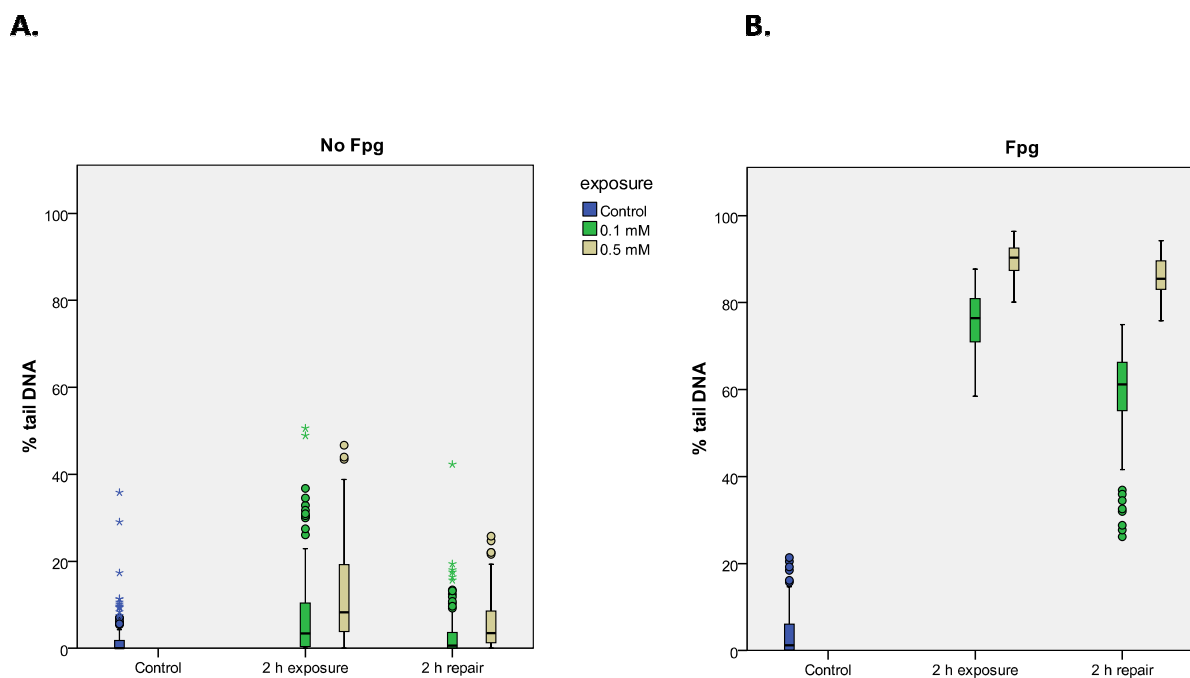 A.
B.
No Fpg
Fpg
exposure
Control
0.1 mM
0.5 mM
% tail DNA
100
80
60
40
20
0
Control
2 h exposure
2 h repair
% tail DNA
100
80
60
40
20
0
Control
2 h exposure
2 h repair